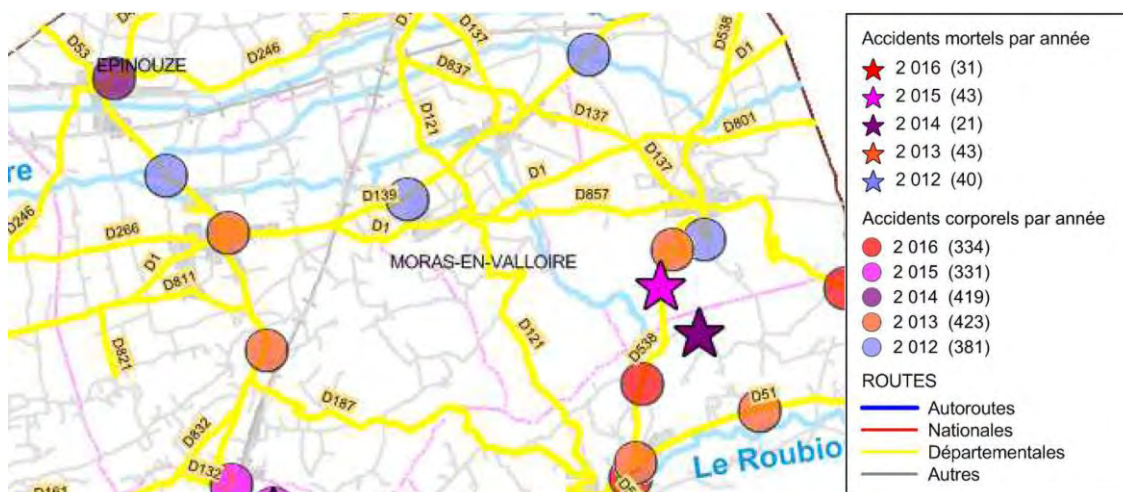 D53
D246
D137
D538
D1
EPINOUZE
D837
D137
D801
D121
D137
D1
re
D139
D857
D246
D266
D1
D1
MORAS-EN-VALLOIRE
D811
D821
D121
D538
D187
D51
D832
D132
Le Roubio
D161
Accidents mortels par année
2 016 (31)
2 015 (43)
2 014 (21)
2 013 (43)
2 012 (40)
Accidents corporels par année
2 016 (334)
2 015 (331)
2 014 (419)
2 013 (423)
2 012 (381)
ROUTES
Autoroutes
Nationales
Départementales
Autres